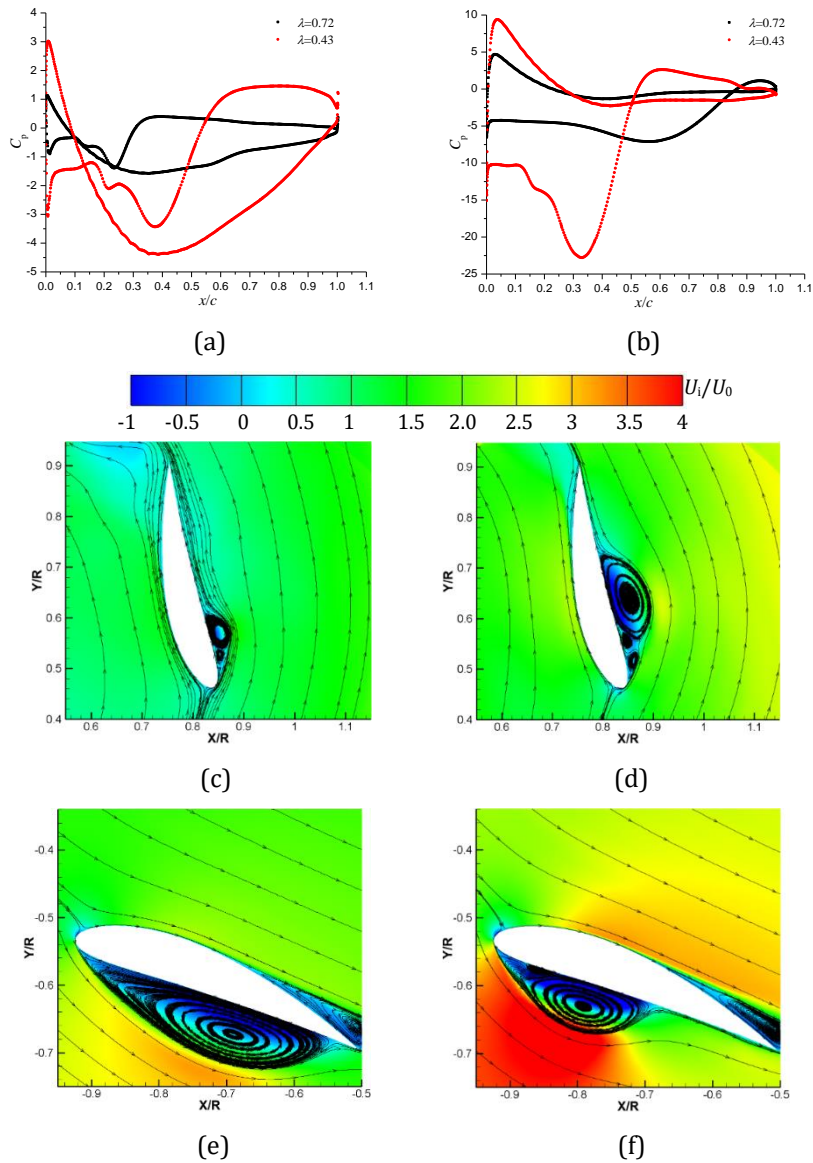 λ=0.72
λ=0.43
4
3
2
1
0
-1
-2
-3
-4
-5
Cp
0.0 0.1 0.2 0.3 0.4 0.5 0.6 0.7 0.8 0.9 1.0 1.1
x/c
(a)
λ=0.72
λ=0.43
10
5
0
-5
-10
-15
-20
-25
Cp
0.0 0.1 0.2 0.3 0.4 0.5 0.6 0.7 0.8 0.9 1.0 1.1
x/c
(b)
Ui/U0
-1 -0.5 0 0.5 1 1.5 2.0 2.5 3 3.5 4
0.9
0.8
0.7
0.6
0.5
0.4
Y/R
0.6 0.7 0.8 0.9 1 1.1
X/R
(c)
0.9
0.8
0.7
0.6
0.5
0.4
Y/R
0.6 0.7 0.8 0.9 1 1.1
X/R
(d)
-0.4
-0.5
-0.6
-0.7
Y/R
-0.9 -0.8 -0.7 -0.6 -0.5
X/R
(e)
-0.4
-0.5
-0.6
-0.7
Y/R
-0.9 -0.8 -0.7 -0.6 -0.5
X/R
(f)